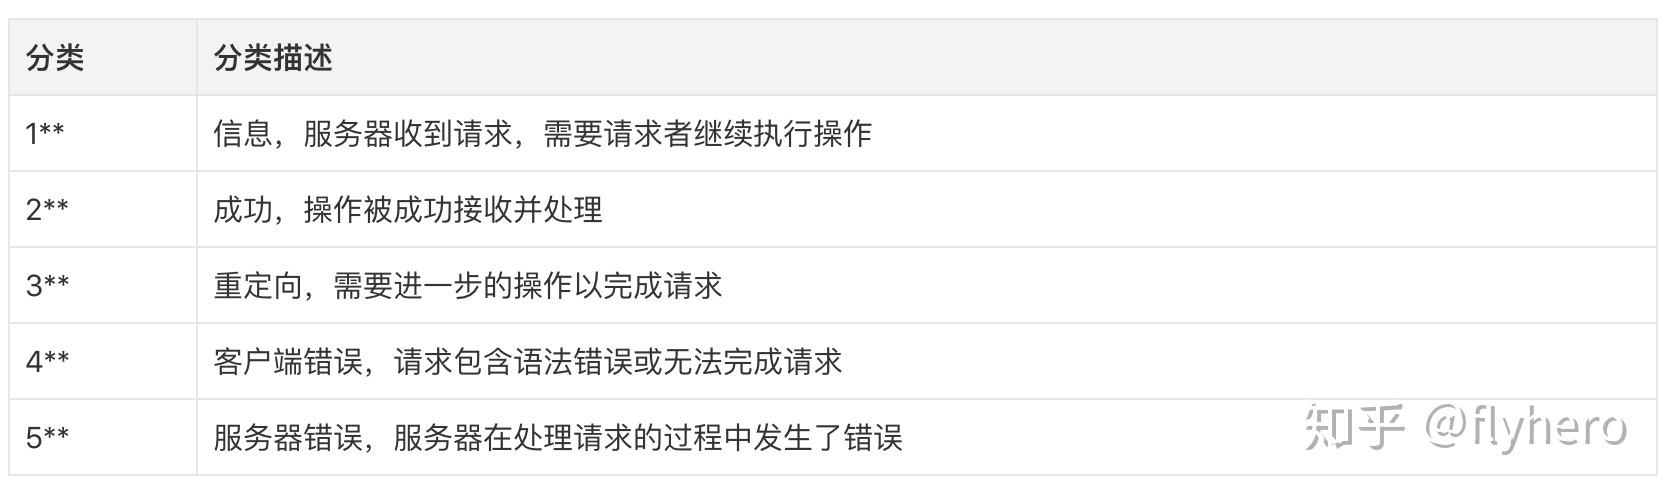 分类 分类描述
1** 信息，服务器收到请求，需要请求者继续执行操作
2** 成功，操作被成功接收并处理
3** 重定向，需要进一步的操作以完成请求
4** 客户端错误，请求包含语法错误或无法完成请求
5** 服务器错误，服务器在处理请求的过程中发生了错误
知乎 @flyhero